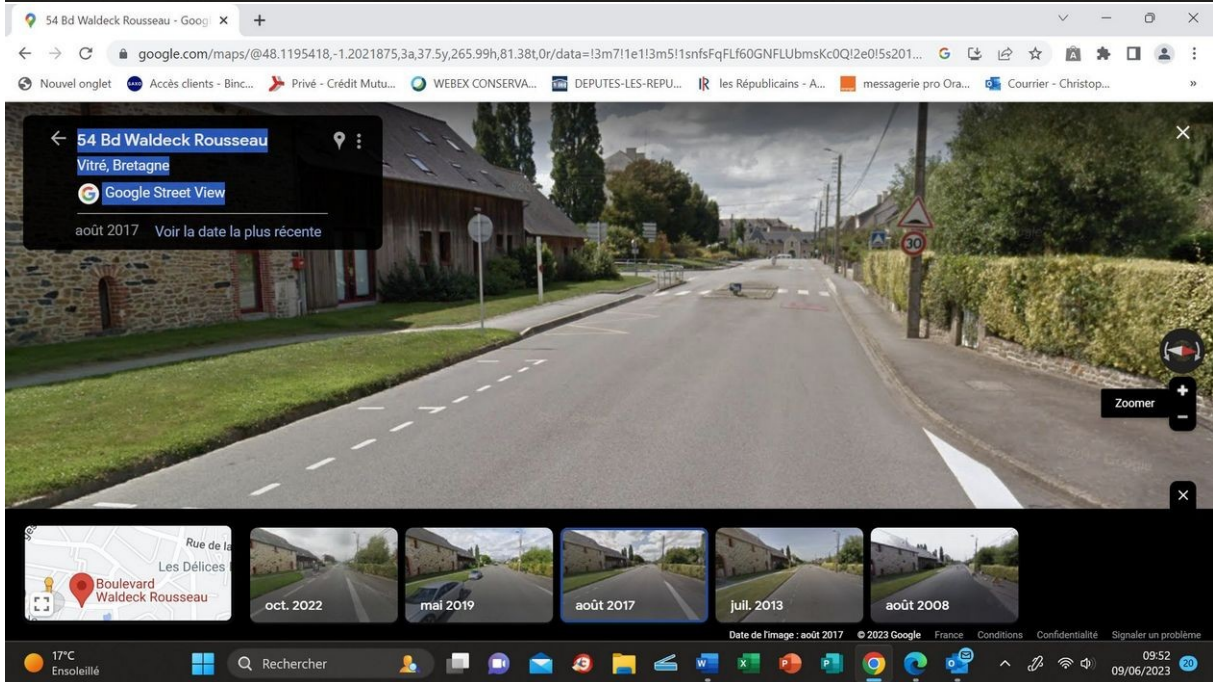 54 Bd Waldeck Rousseau - Googl
google.com/maps/@48.1195418,-1.2021875,3a,37.5y,265.99h,81.38t,0r/data=!3m7!1e1!3m5!1snfsFqFLf60GNFLUbmsKc0Q!2e0!5s201...
Nouvel onglet
Accès clients - Binc...
Privé - Crédit Mutu...
WEBEX CONSERVA...
DEPUTES-LES-REPU...
les Républicains - A...
messagerie pro Ora...
Courrier - Christop...
»
54 Bd Waldeck Rousseau
Vitré, Bretagne
Google Street View
août 2017 Voir la date la plus récente
30
Zoomer
Rue de la
Les Délices
Boulevard
Waldeck Rousseau
oct. 2022
mai 2019
août 2017
juil. 2013
août 2008
Date de l'image : août 2017 © 2023 Google France Conditions Confidentialité Signaler un problème
17°C
Ensoleillé
Rechercher
09:52
09/06/2023
20